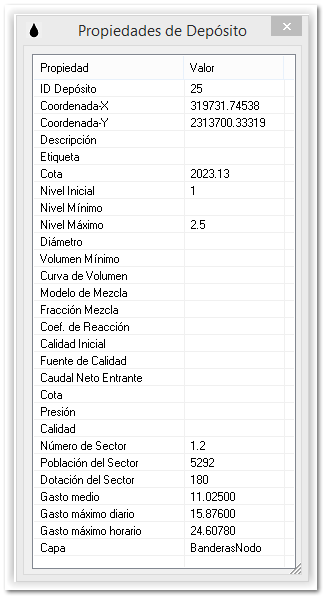 Propiedades de Depósito
Propiedad Valor
ID Depósito 25
Coordenada-X 319731.74538
Coordenada-Y 2313700.33319
Descripción
Etiqueta
Cota 2023.13
Nivel Inicial 1
Nivel Mínimo
Nivel Máximo 2.5
Diámetro
Volumen Mínimo
Curva de Volumen
Modelo de Mezcla
Fracción Mezcla
Coef. de Reacción
Calidad Inicial
Fuente de Calidad
Caudal Neto Entrante
Cota
Presión
Calidad
Número de Sector 1.2
Población del Sector 5292
Dotación del Sector 180
Gasto medio 11.02500
Gasto máximo diario 15.87600
Gasto máximo horario 24.60780
Capa BanderasNodo